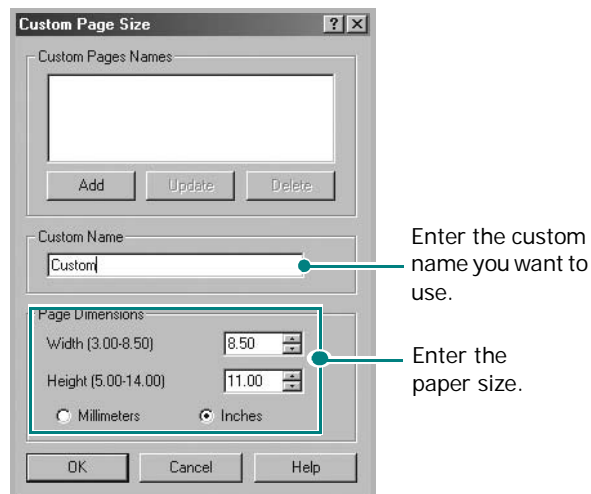 Custom Page Size
Custom Pages Names
Add Update Delete
Custom Name
Custom
Enter the custom
name you want to
use.
Page Dimensions
Width (3.00-8.50) 8.50
Height (5.00-14.00) 11.00
Millimeters Inches
Enter the
paper size.
OK Cancel Help